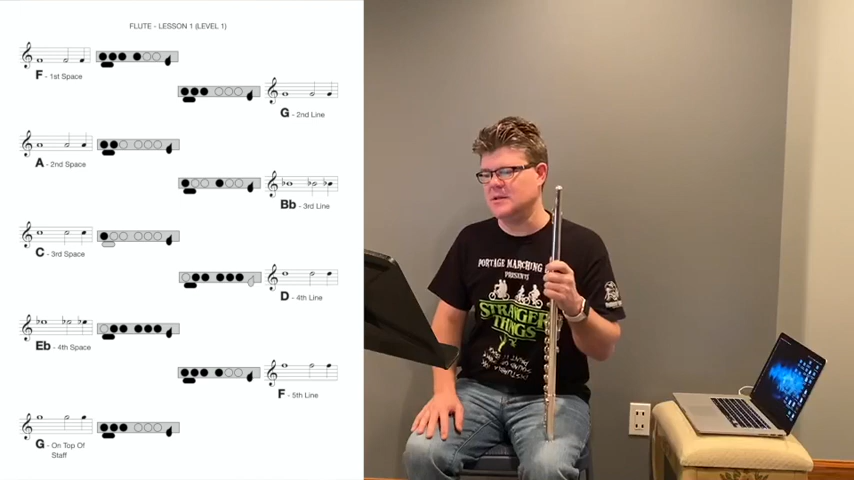 FLUTE - LESSON 1 (LEVEL 1)
F - 1st Space
G - 2nd Line
A - 2nd Space
Bb - 3rd Line
C - 3rd Space
D - 4th Line
Eb - 4th Space
F - 5th Line
G - On Top Of
Staff
PORTAGE MARCHING
PRESENTS
STRANGER
THINGS